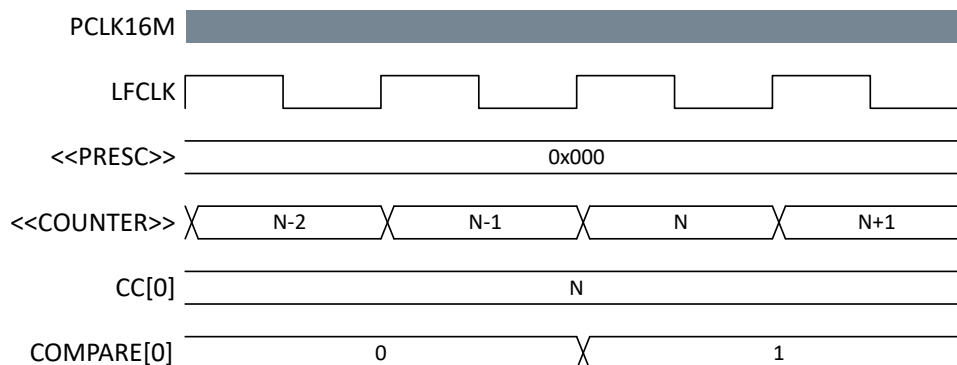 PCLK16M
LFCLK
<<PRESC>> 0x000
<<COUNTER>> N-2 N-1 N N+1
CC[0] N
COMPARE[0] 0 1